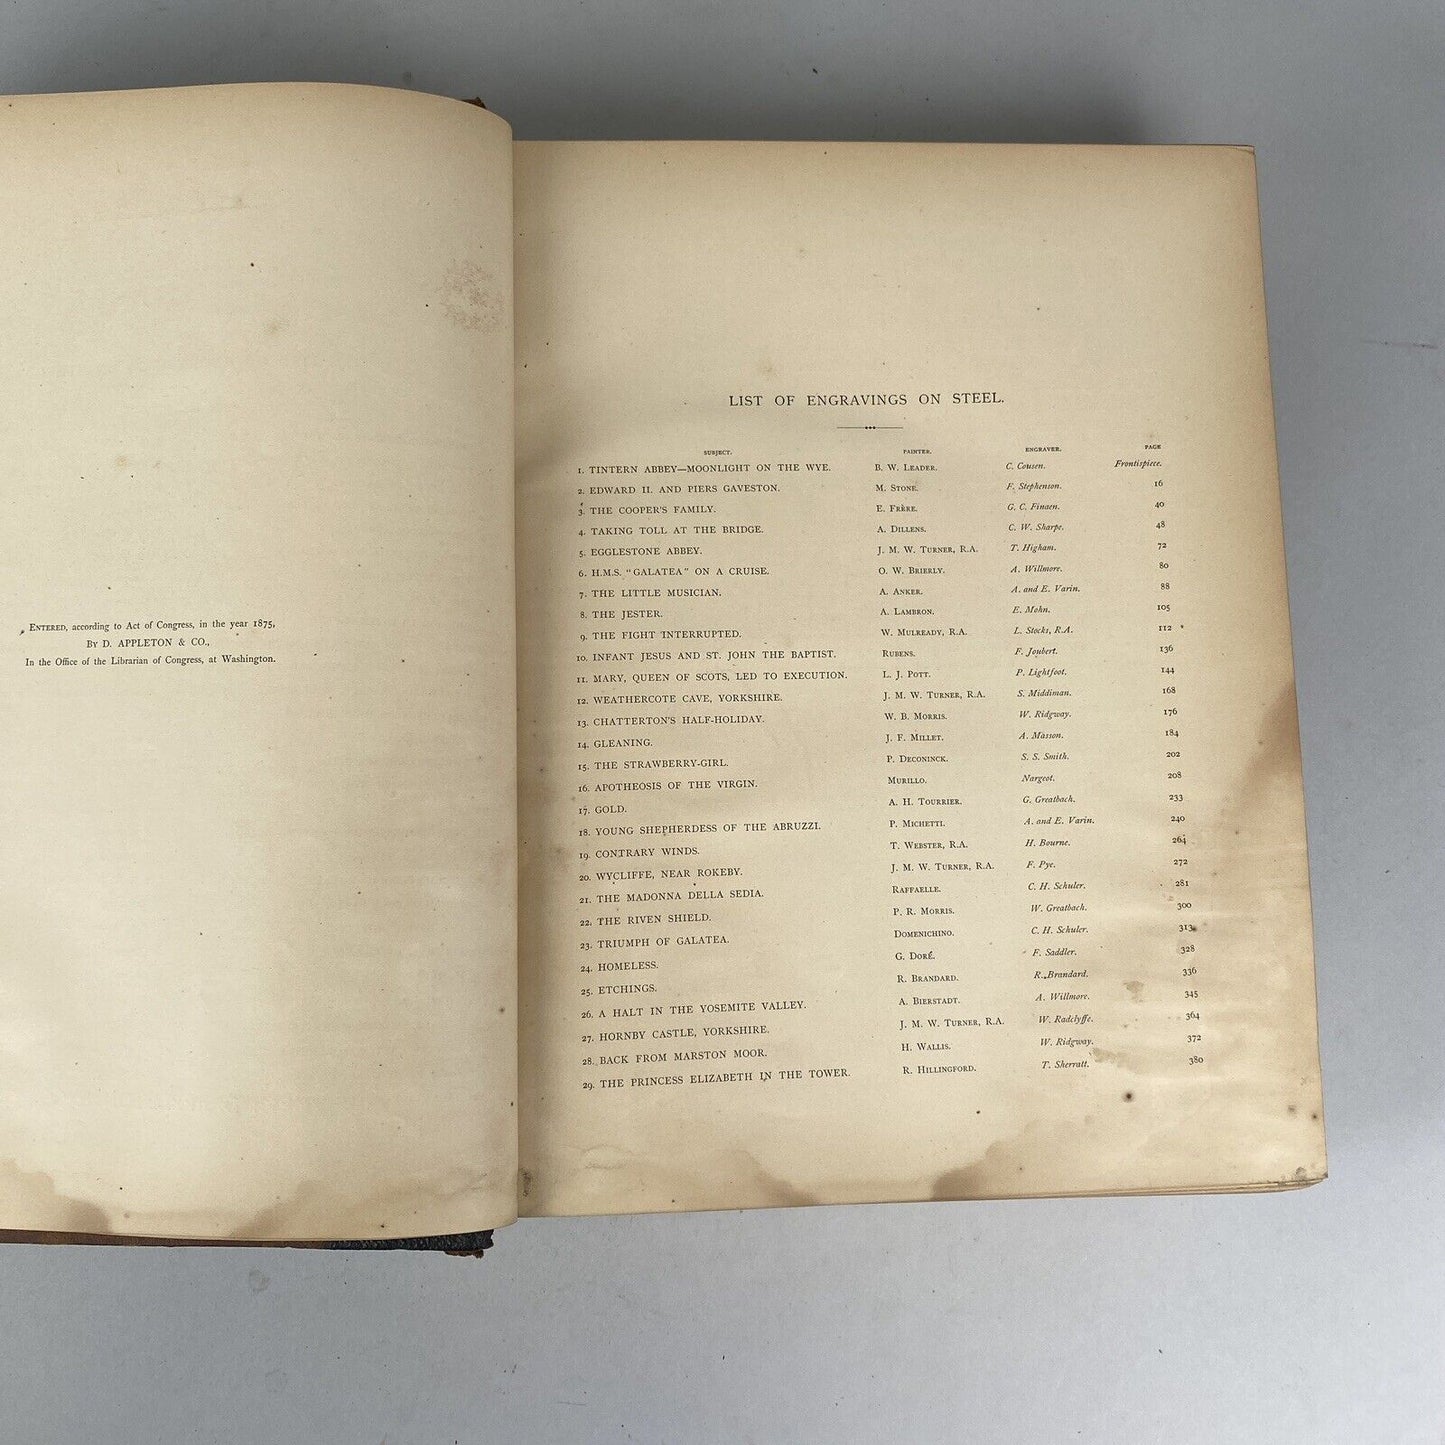 Entered, according to Act of Congress, in the year 1875,
By D. APPLETON & CO.,
In the Office of the Librarian of Congress, at Washington.
LIST OF ENGRAVINGS ON STEEL.
SUBJECT. PAINTER. ENGRAVER. PAGE
1. TINTERN ABBEY—MOONLIGHT ON THE WYE. B. W. Leader. C. Cousen. Frontispiece.
2. EDWARD II. AND PIERS GAVESTON. M. Stone. F. Stephenson. 16
3. THE COOPER'S FAMILY. E. Frère. G. C. Finden. 40
4. TAKING TOLL AT THE BRIDGE. A. Dillens. C. W. Sharpe. 48
5. EGGLESTONE ABBEY. J. M. W. Turner, R.A. T. Higham. 72
6. H.M.S. "GALATEA" ON A CRUISE. O. W. Brierly. A. Willmore. 80
7. THE LITTLE MUSICIAN. A. Anker. A. and E. Varin. 88
8. THE JESTER. A. Lambron. E. Mohn. 105
9. THE FIGHT INTERRUPTED. W. Mulready, R.A. L. Stocks, R.A. 112
10. INFANT JESUS AND ST. JOHN THE BAPTIST. Rubens. F. Joubert. 136
11. MARY, QUEEN OF SCOTS, LED TO EXECUTION. L. J. Pott. P. Lightfoot. 144
12. WEATHERCOTE CAVE, YORKSHIRE. J. M. W. Turner, R.A. S. Middiman. 168
13. CHATTERTON'S HALF-HOLIDAY. W. B. Morris. W. Ridgway. 176
14. GLEANING. J. F. Millet. A. Masson. 184
15. THE STRAWBERRY-GIRL. P. Deconinck. S. S. Smith. 202
16. APOTHEOSIS OF THE VIRGIN. Murillo. Nargeot. 208
17. GOLD. A. H. Tourrier. G. Greatbach. 233
18. YOUNG SHEPHERDESS OF THE ABRUZZI. P. Michetti. A. and E. Varin. 240
19. CONTRARY WINDS. T. Webster, R.A. H. Bourne. 264
20. WYCLIFFE, NEAR ROKEBY. J. M. W. Turner, R.A. F. Pye. 272
21. THE MADONNA DELLA SEDIA. Raffaelle. C. H. Schuler. 281
22. THE RIVEN SHIELD. P. R. Morris. W. Greatbach. 300
23. TRIUMPH OF GALATEA. Domenichino. C. H. Schuler. 313
24. HOMELESS. G. Doré. F. Saddler. 328
25. ETCHINGS. R. Brandard. R. Brandard. 336
26. A HALT IN THE YOSEMITE VALLEY. A. Bierstadt. A. Willmore. 345
27. HORNBY CASTLE, YORKSHIRE. J. M. W. Turner, R.A. W. Radclyffe. 364
28. BACK FROM MARSTON MOOR. H. Wallis. W. Ridgway. 372
29. THE PRINCESS ELIZABETH IN THE TOWER. R. Hillingford. T. Sherratt. 380